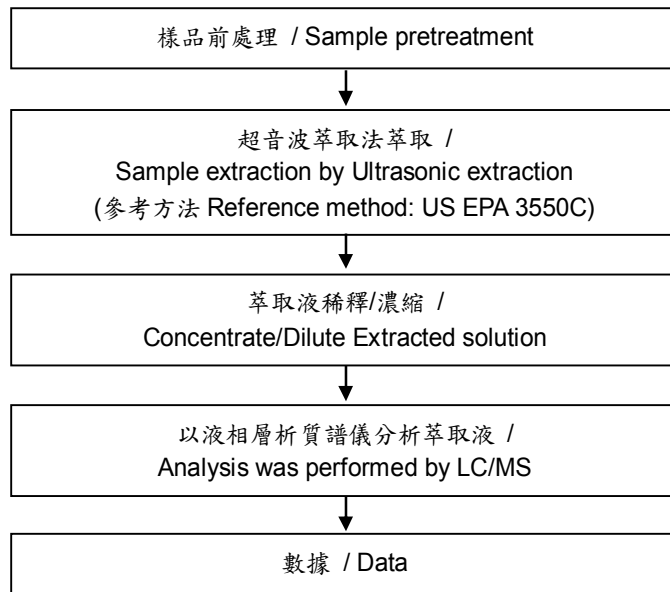 樣品前處理 / Sample pretreatment
超音波萃取法萃取 /
Sample extraction by Ultrasonic extraction
(參考方法 Reference method: US EPA 3550C)
萃取液稀釋/濃縮 /
Concentrate/Dilute Extracted solution
以液相層析質譜儀分析萃取液 /
Analysis was performed by LC/MS
數據 / Data